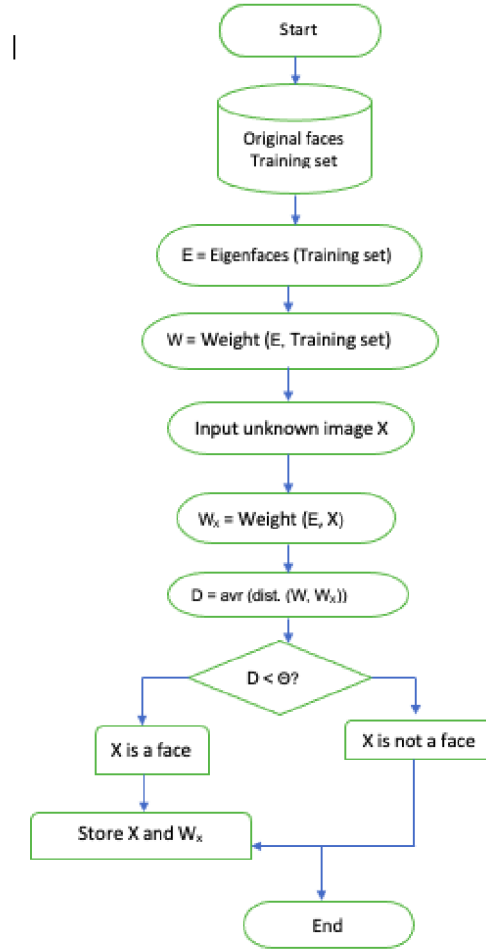 Start
Original faces
Training set
E = Eigenfaces (Training set)
W = Weight (E, Training set)
Input unknown image X
Wₓ = Weight (E, X)
D = avr (dist. (W, Wₓ))
D < Θ?
X is a face
X is not a face
Store X and Wₓ
End